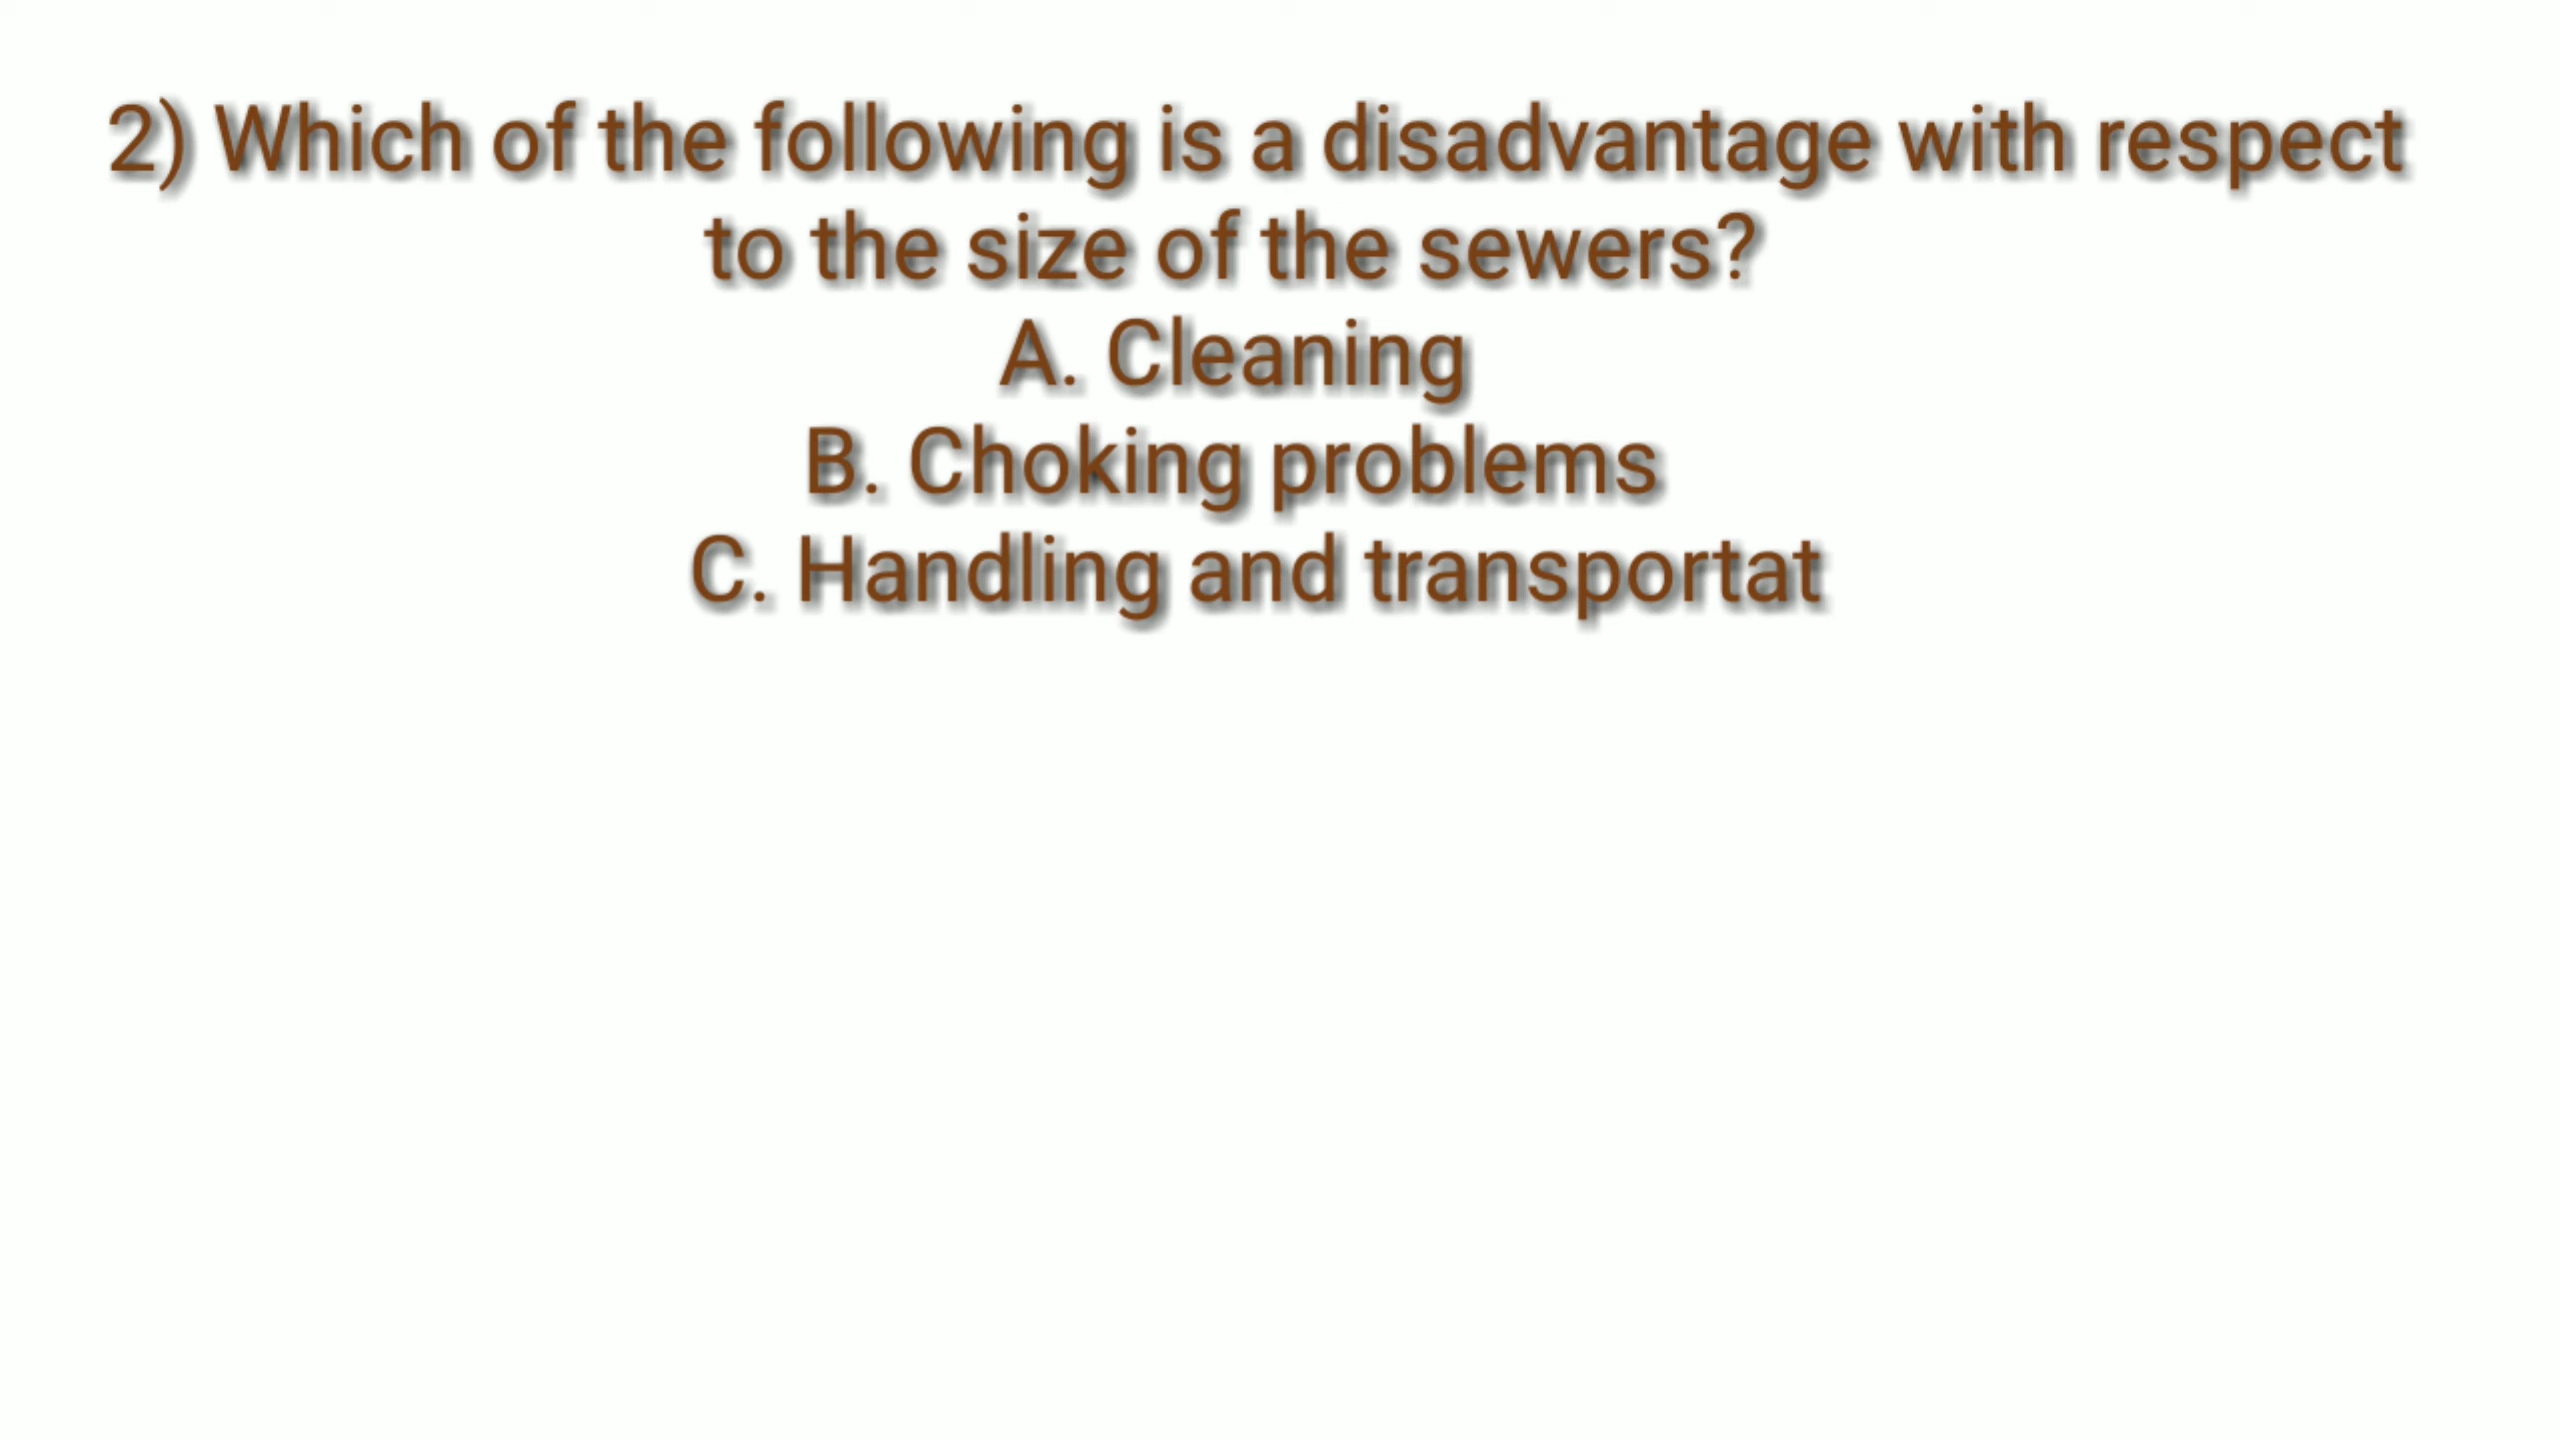 2) Which of the following is a disadvantage with respect
to the size of the sewers?
A. Cleaning
B. Choking problems
C. Handling and transportat